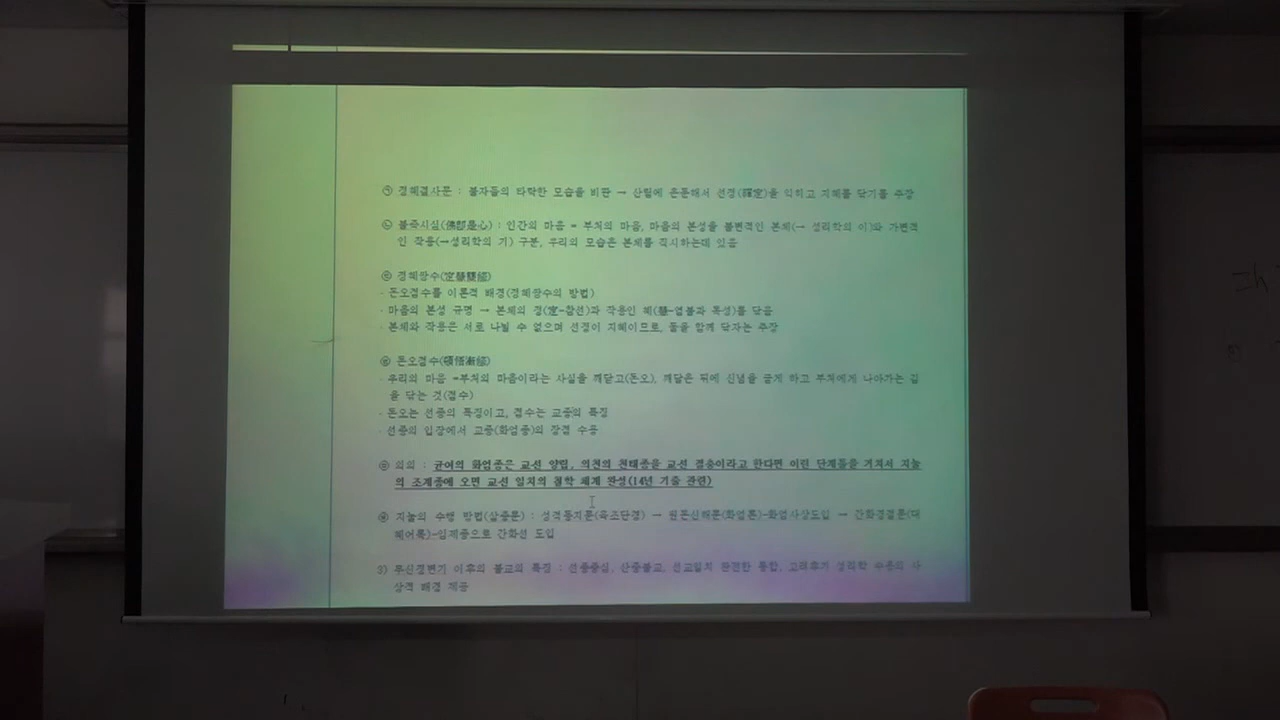 ㉠ 정혜결사문 : 불자들의 타락한 모습을 비판 → 산림에 은둔해서 선정(禪定)을 익히고 지혜를 닦기를 주장
㉡ 불즉시심(佛卽是心) : 인간의 마음 = 부처의 마음, 마음의 본성을 불변적인 본체(→ 성리학의 이)와 가변적
인 작용(→성리학의 기) 구분, 우리의 모습은 본체를 직시하는데 있음
㉢ 정혜쌍수(定慧雙修)
- 돈오점수를 이론적 배경(정혜쌍수의 방법)
- 마음의 본성 규명 → 본체의 정(定-참선)과 작용인 혜(慧-염불과 독성)를 닦음
- 본체와 작용은 서로 나뉠 수 없으며 선정이 지혜이므로, 둘을 함께 닦자는 주장
㉣ 돈오점수(頓悟漸修)
- 우리의 마음 =부처의 마음이라는 사실을 깨닫고(돈오), 깨달은 뒤에 신념을 굳게 하고 부처에게 나아가는 길
을 닦는 것(점수)
- 돈오는 선종의 특징이고, 점수는 교종의 특징
- 선종의 입장에서 교종(화엄종)의 장점 수용
㉤ 의의 : 균여의 화엄종은 교선 양립, 의천의 천태종을 교선 절충이라고 한다면 이런 단계들을 거쳐서 지눌
의 조계종에 오면 교선 일치의 철학 체계 완성(14년 기술 관련)
㉥ 지눌의 수행 방법(삼종문) : 성적등지문(육조단경) → 원돈신해문(화엄론)-화엄사상도입 → 간화경절문(대
혜어록)-임제종으로 간화선 도입
3) 무신정변기 이후의 불교의 특징 : 선종중심, 산중불교, 선교일치 완전한 통합, 고려후기 성리학 수용의 사
상적 배경 제공